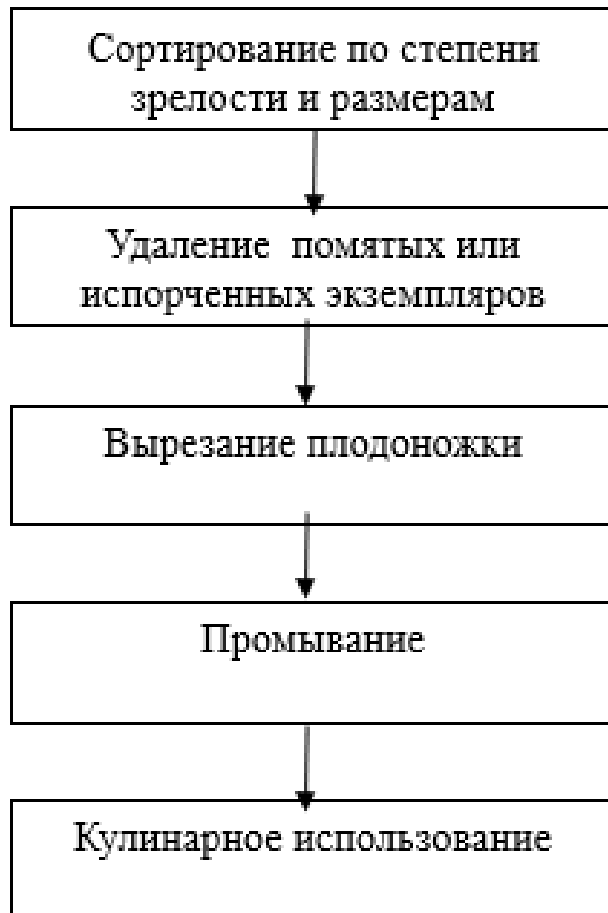 Сортирование по степени
зрелости и размерам
Удаление помятых или
испорченных экземпляров
Вырезание плодоножки
Промывание
Кулинарное использование